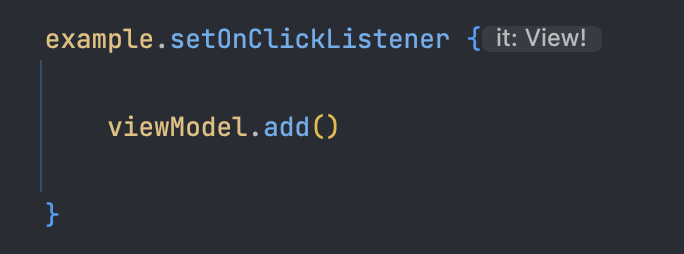 example.setOnClickListener { it: View!
viewModel.add()
}